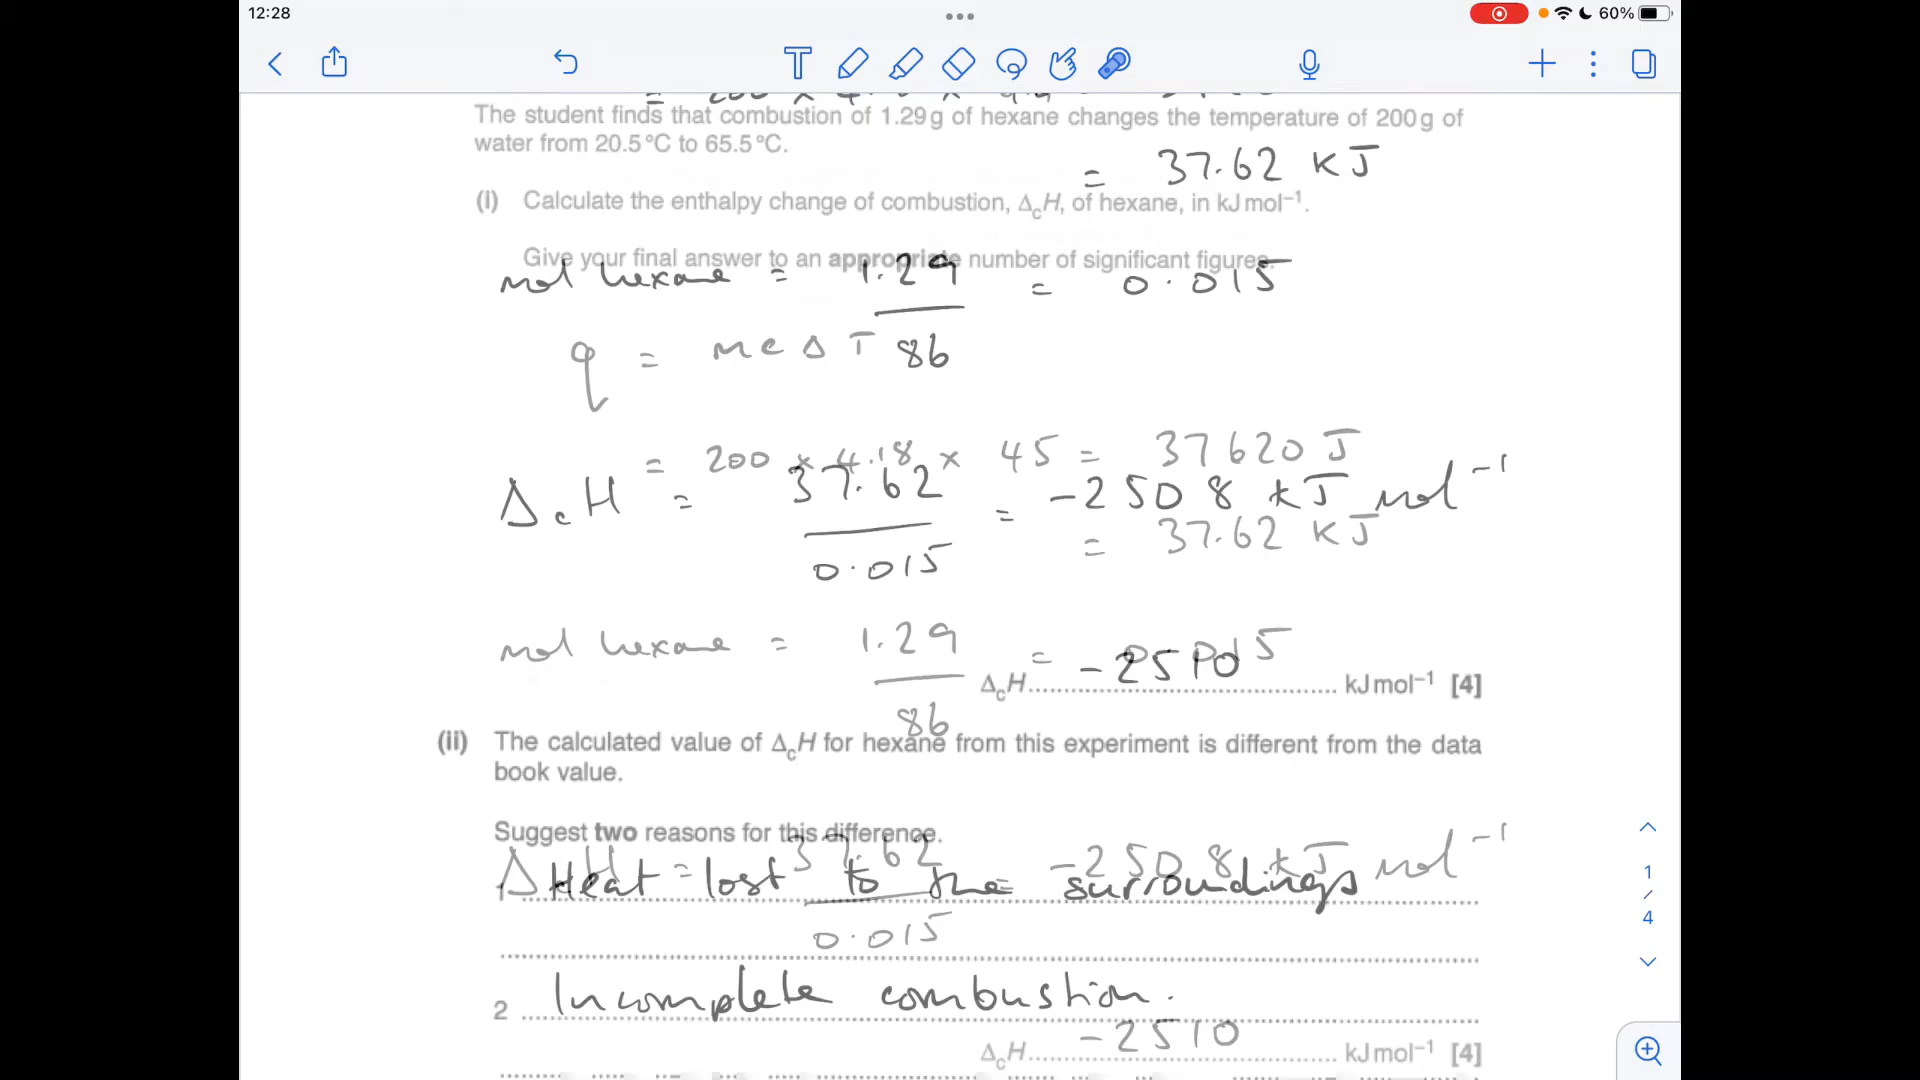 12:28
60%
= 200 × 4.18 ×
The student finds that combustion of 1.29 g of hexane changes the temperature of 200 g of
water from 20.5 °C to 65.5 °C.
= 37.62 kJ
(i) Calculate the enthalpy change of combustion, ΔcH, of hexane, in kJ mol⁻¹.
Give your final answer to an appropriate number of significant figures.
mol hexane = 1.29 = 0.015
86
q = mcΔT
= 200 × 4.18 × 45 = 37620 J
ΔcH = 37.62 = -2508 kJ mol⁻¹
0.015
= 37.62 kJ
mol hexane = 1.29 = 0.015
86
ΔcH -2510 kJ mol⁻¹ [4]
(ii) The calculated value of ΔcH for hexane from this experiment is different from the data
book value.
Suggest two reasons for this difference.
ΔcH = 37.62 = -2508 kJ mol⁻¹
0.015
1 Heat lost to the surroundings
2 Incomplete combustion.
-2510
ΔcH kJ mol⁻¹ [4]
1
/
4